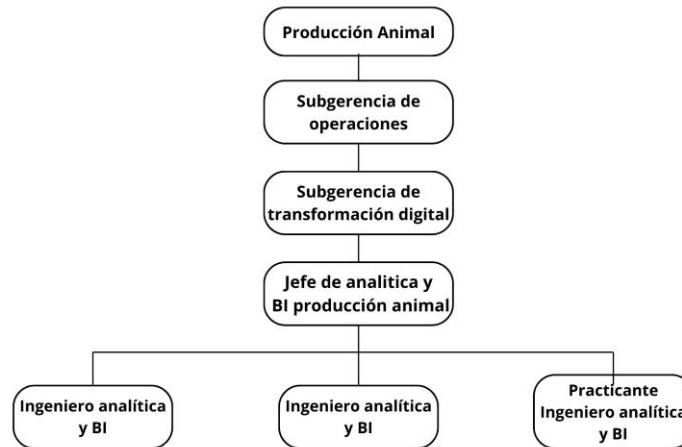 Producción Animal
Subgerencia de
operaciones
Subgerencia de
transformación digital
Jefe de analitica y
BI producción animal
Ingeniero analítica
y BI
Ingeniero analítica
y BI
Practicante
Ingeniero analítica
y BI